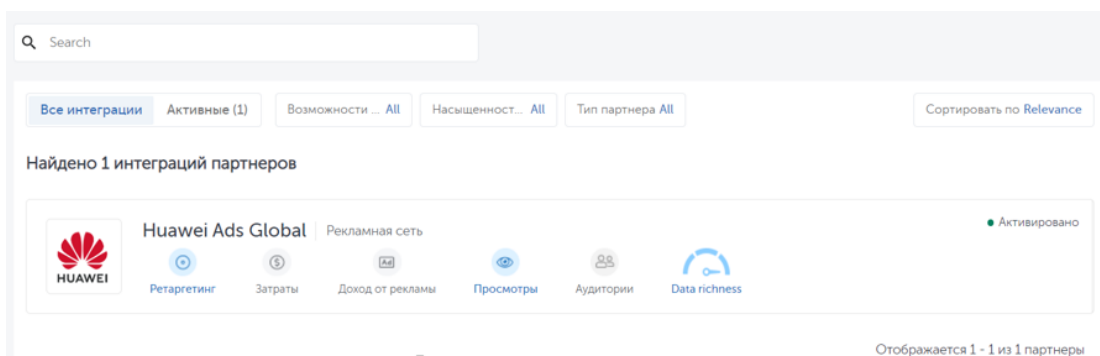 Search
Все интеграции Активные (1) Возможности ... All Насыщенност... All Тип партнера All Сортировать по Relevance
Найдено 1 интеграций партнеров
Huawei Ads Global Рекламная сеть Активировано
HUAWEI
Ретаргетинг Затраты Доход от рекламы Просмотры Аудитории Data richness
Отображается 1 - 1 из 1 партнеры